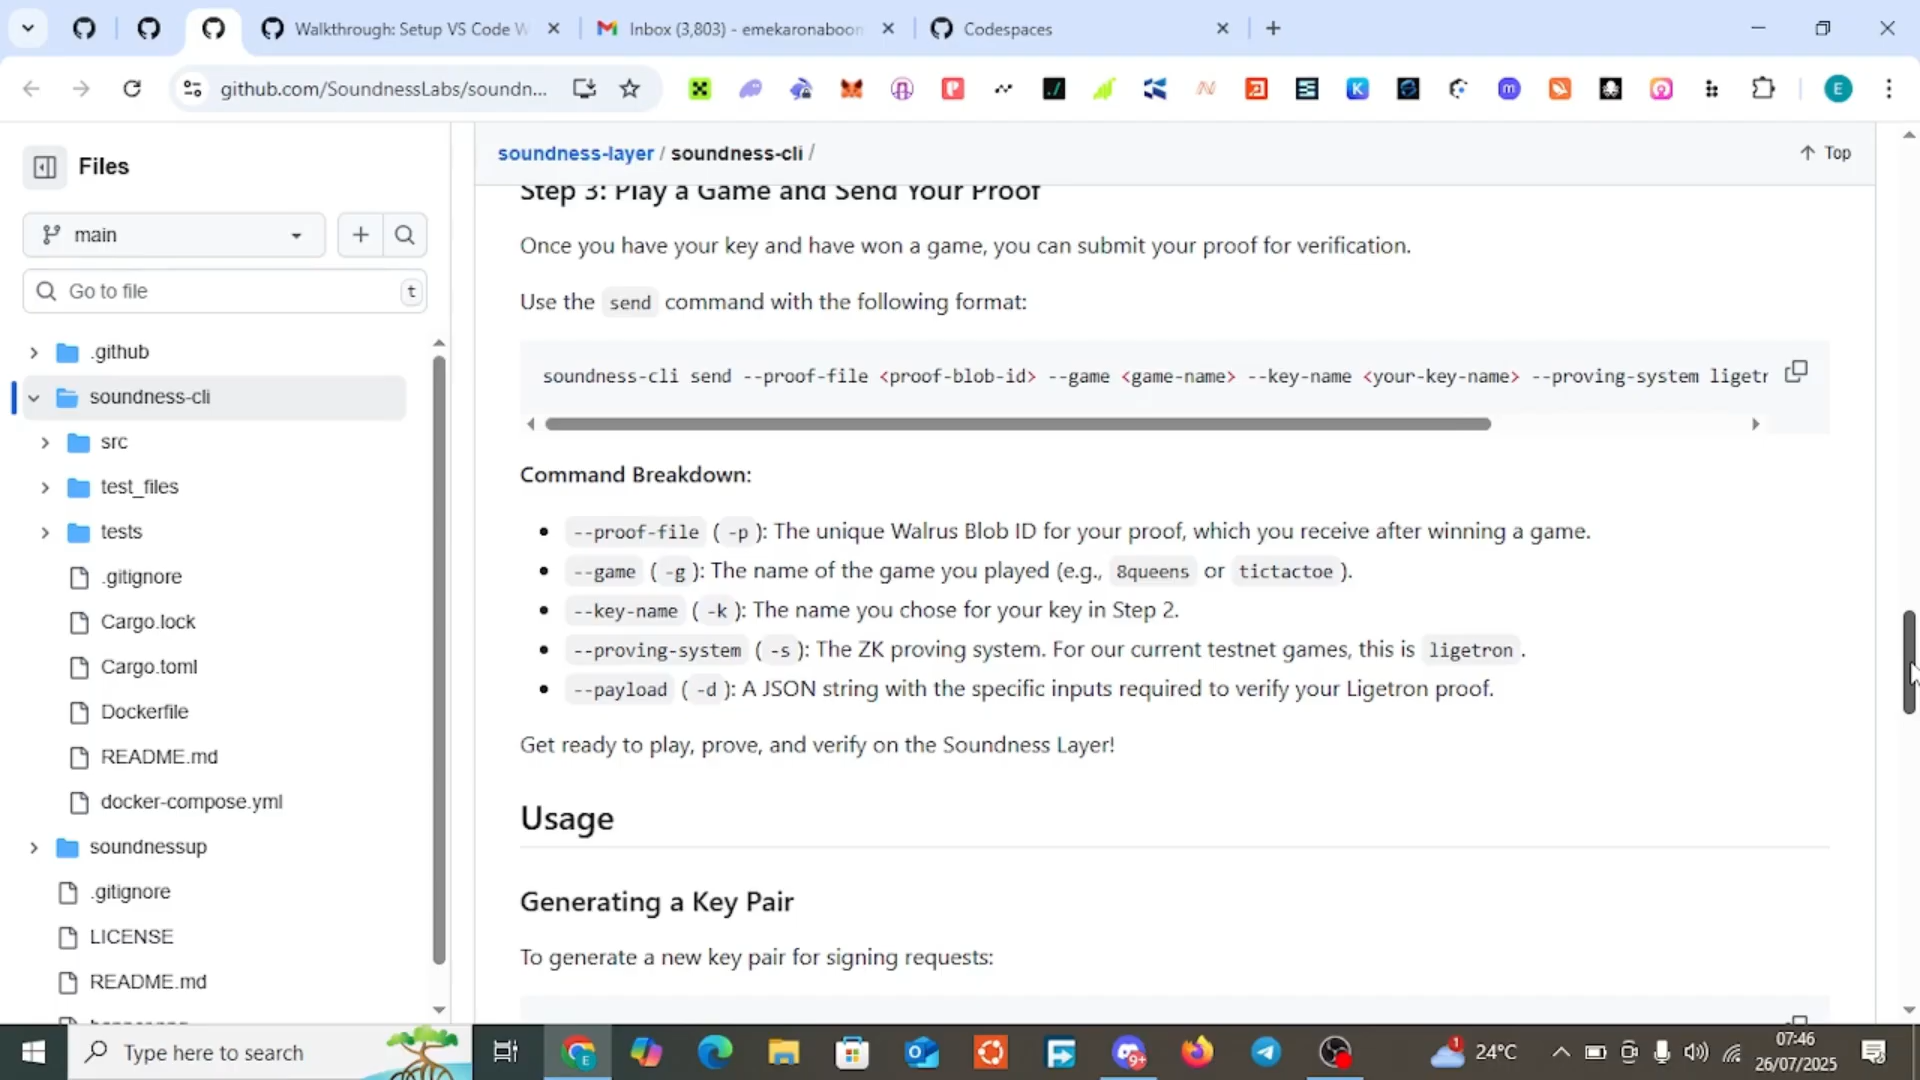 Walkthrough: Setup VS Code W
Inbox (3,803) - emekaronaboon
Codespaces
github.com/SoundnessLabs/soundn...
E
Files
main
Go to file
t
.github
soundness-cli
src
test_files
tests
.gitignore
Cargo.lock
Cargo.toml
Dockerfile
README.md
docker-compose.yml
soundnessup
.gitignore
LICENSE
README.md
soundness-layer / soundness-cli /
Top
Step 3: Play a Game and Send Your Proof
Once you have your key and have won a game, you can submit your proof for verification.
Use the send command with the following format:
soundness-cli send --proof-file <proof-blob-id> --game <game-name> --key-name <your-key-name> --proving-system ligetr
Command Breakdown:
--proof-file ( -p ): The unique Walrus Blob ID for your proof, which you receive after winning a game.
--game ( -g ): The name of the game you played (e.g., 8queens or tictactoe ).
--key-name ( -k ): The name you chose for your key in Step 2.
--proving-system ( -s ): The ZK proving system. For our current testnet games, this is ligetron .
--payload ( -d ): A JSON string with the specific inputs required to verify your Ligetron proof.
Get ready to play, prove, and verify on the Soundness Layer!
Usage
Generating a Key Pair
To generate a new key pair for signing requests:
Type here to search
9+
1
24°C
07:46
26/07/2025